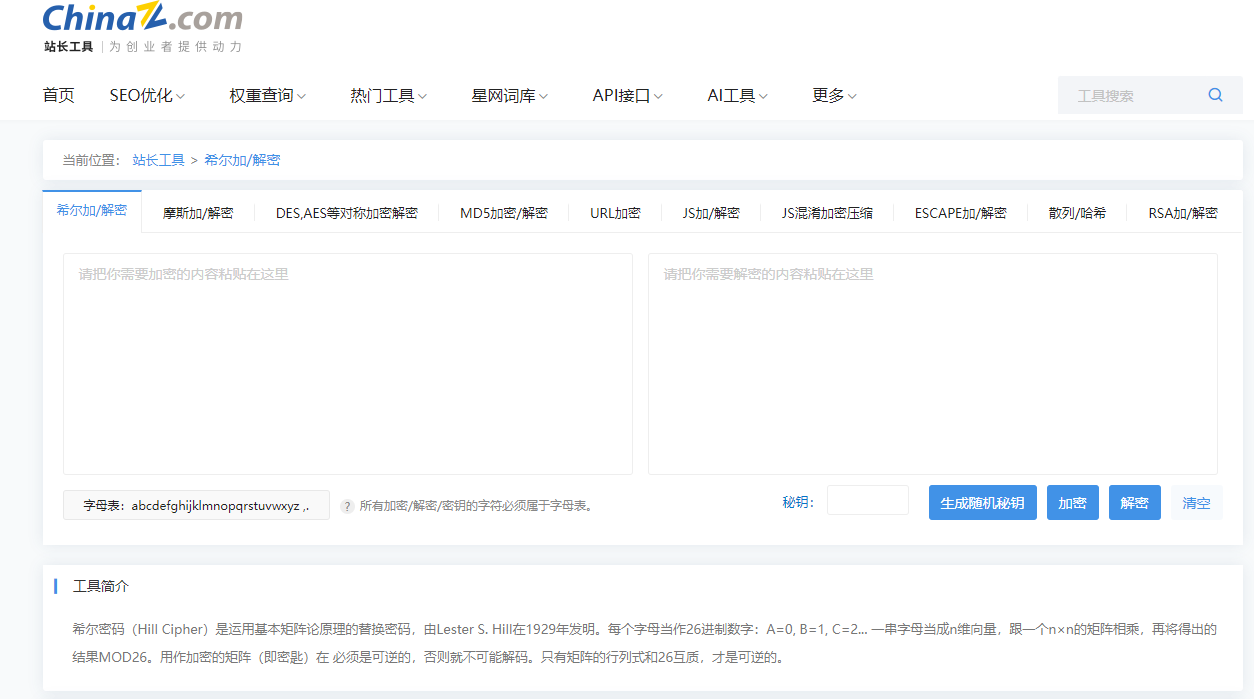 ChinaZ.com
站长工具 | 为创业者提供动力
首页 SEO优化 权重查询 热门工具 星网词库 API接口 AI工具 更多 工具搜索
当前位置： 站长工具 > 希尔加/解密
希尔加/解密 摩斯加/解密 DES,AES等对称加密解密 MD5加密/解密 URL加密 JS加/解密 JS混淆加密压缩 ESCAPE加/解密 散列/哈希 RSA加/解密
请把你需要加密的内容粘贴在这里 请把你需要解密的内容粘贴在这里
字母表：abcdefghijklmnopqrstuvwxyz ,. ? 所有加密/解密/密钥的字符必须属于字母表。 秘钥： 生成随机秘钥 加密 解密 清空
工具简介
希尔密码（Hill Cipher）是运用基本矩阵论原理的替换密码，由Lester S. Hill在1929年发明。每个字母当作26进制数字：A=0, B=1, C=2... 一串字母当成n维向量，跟一个n×n的矩阵相乘，再将得出的
结果MOD26。用作加密的矩阵（即密匙）在 必须是可逆的，否则就不可能解码。只有矩阵的行列式和26互质，才是可逆的。